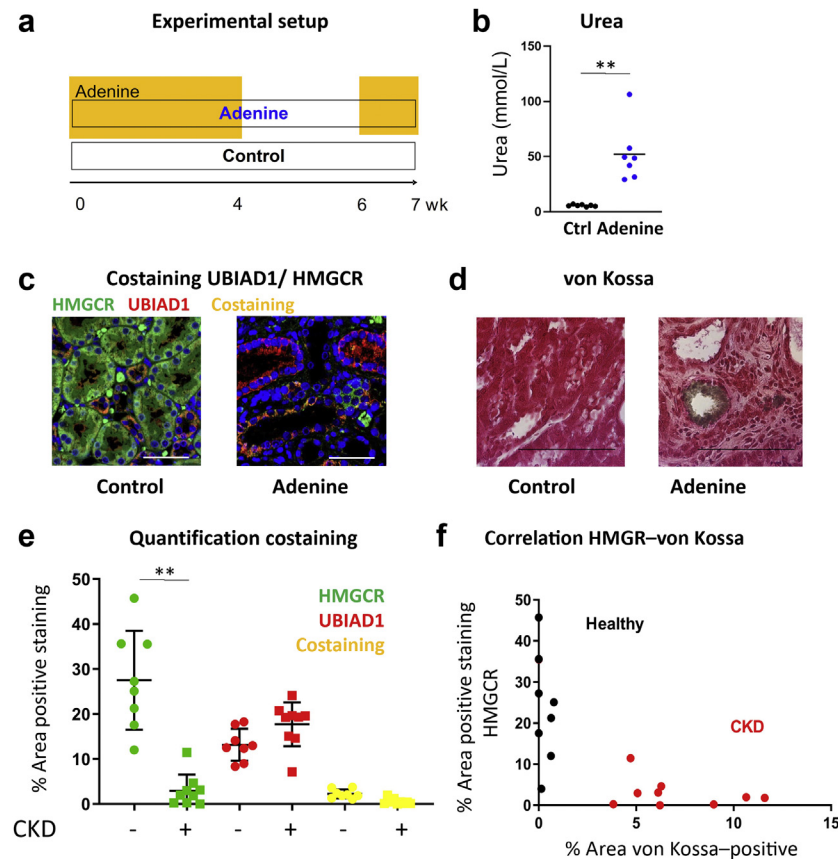 a
Experimental setup
Adenine
Adenine
Control
0 4 6 7 wk
b
Urea
**
Urea (mmol/L)
150
100
50
0
Ctrl Adenine
c
Costaining UBIAD1/ HMGCR
HMGCR UBIAD1 Costaining
Control Adenine
d
von Kossa
Control Adenine
e
Quantification costaining
**
% Area positive staining
50
40
30
20
10
0
HMGCR
UBIAD1
Costaining
CKD - + - + - +
f
Correlation HMGR–von Kossa
% Area positive staining
HMGCR
50
40
30
20
10
0
Healthy
CKD
0 5 10 15
% Area von Kossa–positive